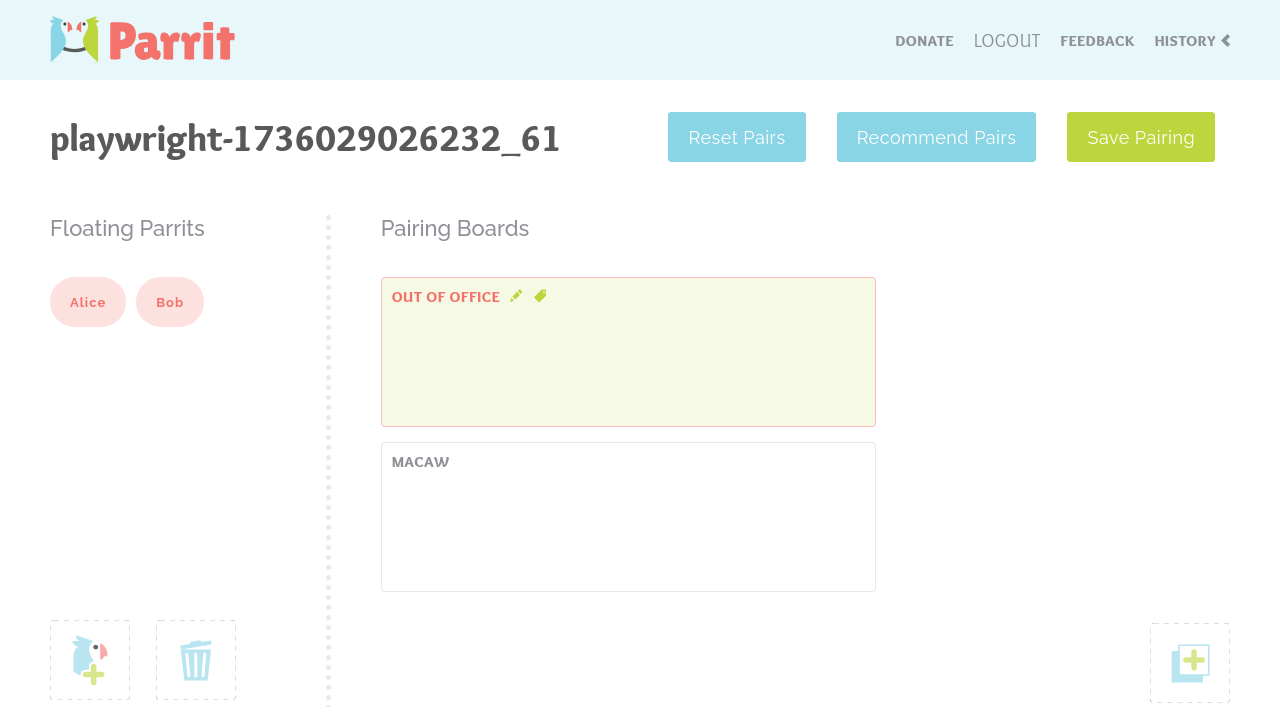 Parrit
DONATE
LOGOUT
FEEDBACK
HISTORY
playwright-1736029026232_61
Reset Pairs
Recommend Pairs
Save Pairing
Floating Parrits
Pairing Boards
Alice
Bob
OUT OF OFFICE
MACAW